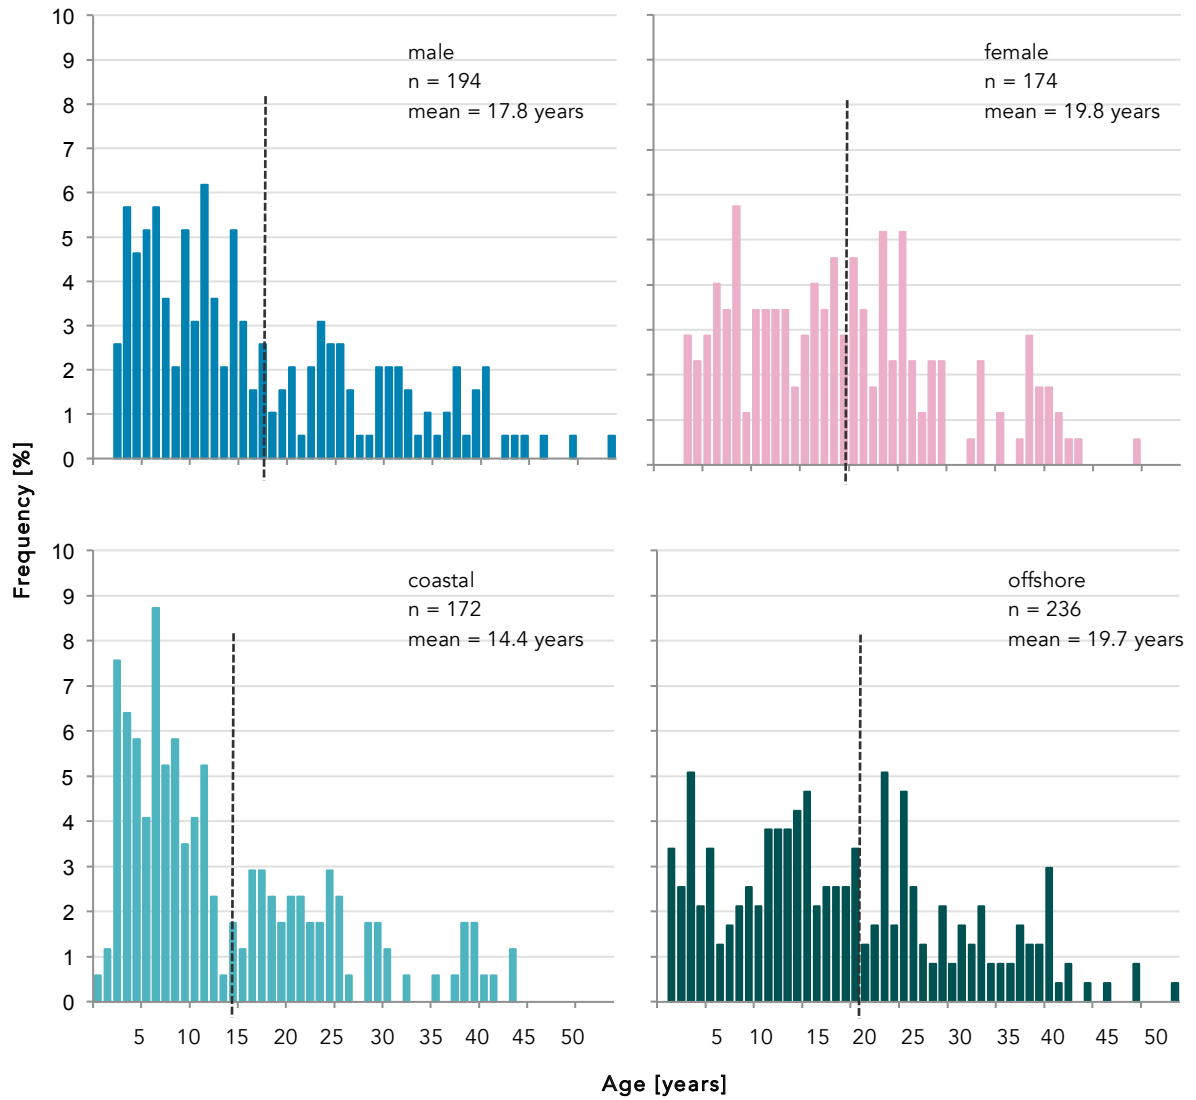 10
9
8
7
6
5
4
3
2
1
0
male
n = 194
mean = 17.8 years
female
n = 174
mean = 19.8 years
Frequency [%]
10
9
8
7
6
5
4
3
2
1
0
coastal
n = 172
mean = 14.4 years
offshore
n = 236
mean = 19.7 years
5 10 15 20 25 30 35 40 45 50
5 10 15 20 25 30 35 40 45 50
Age [years]